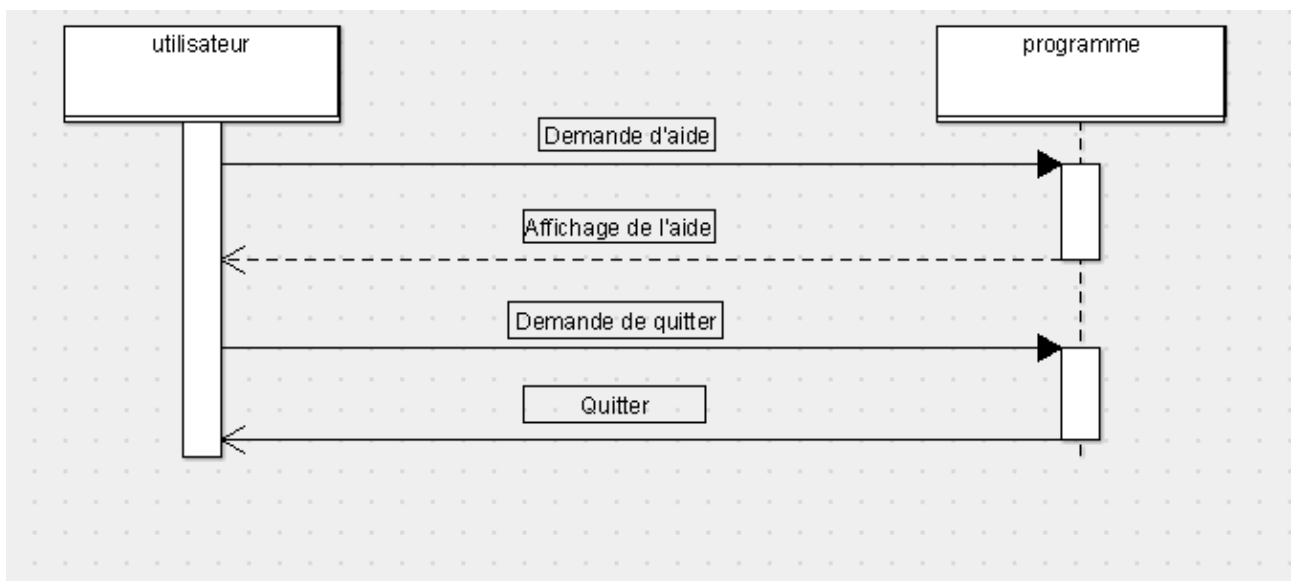 utilisateur
programme
Demande d'aide
Affichage de l'aide
Demande de quitter
Quitter